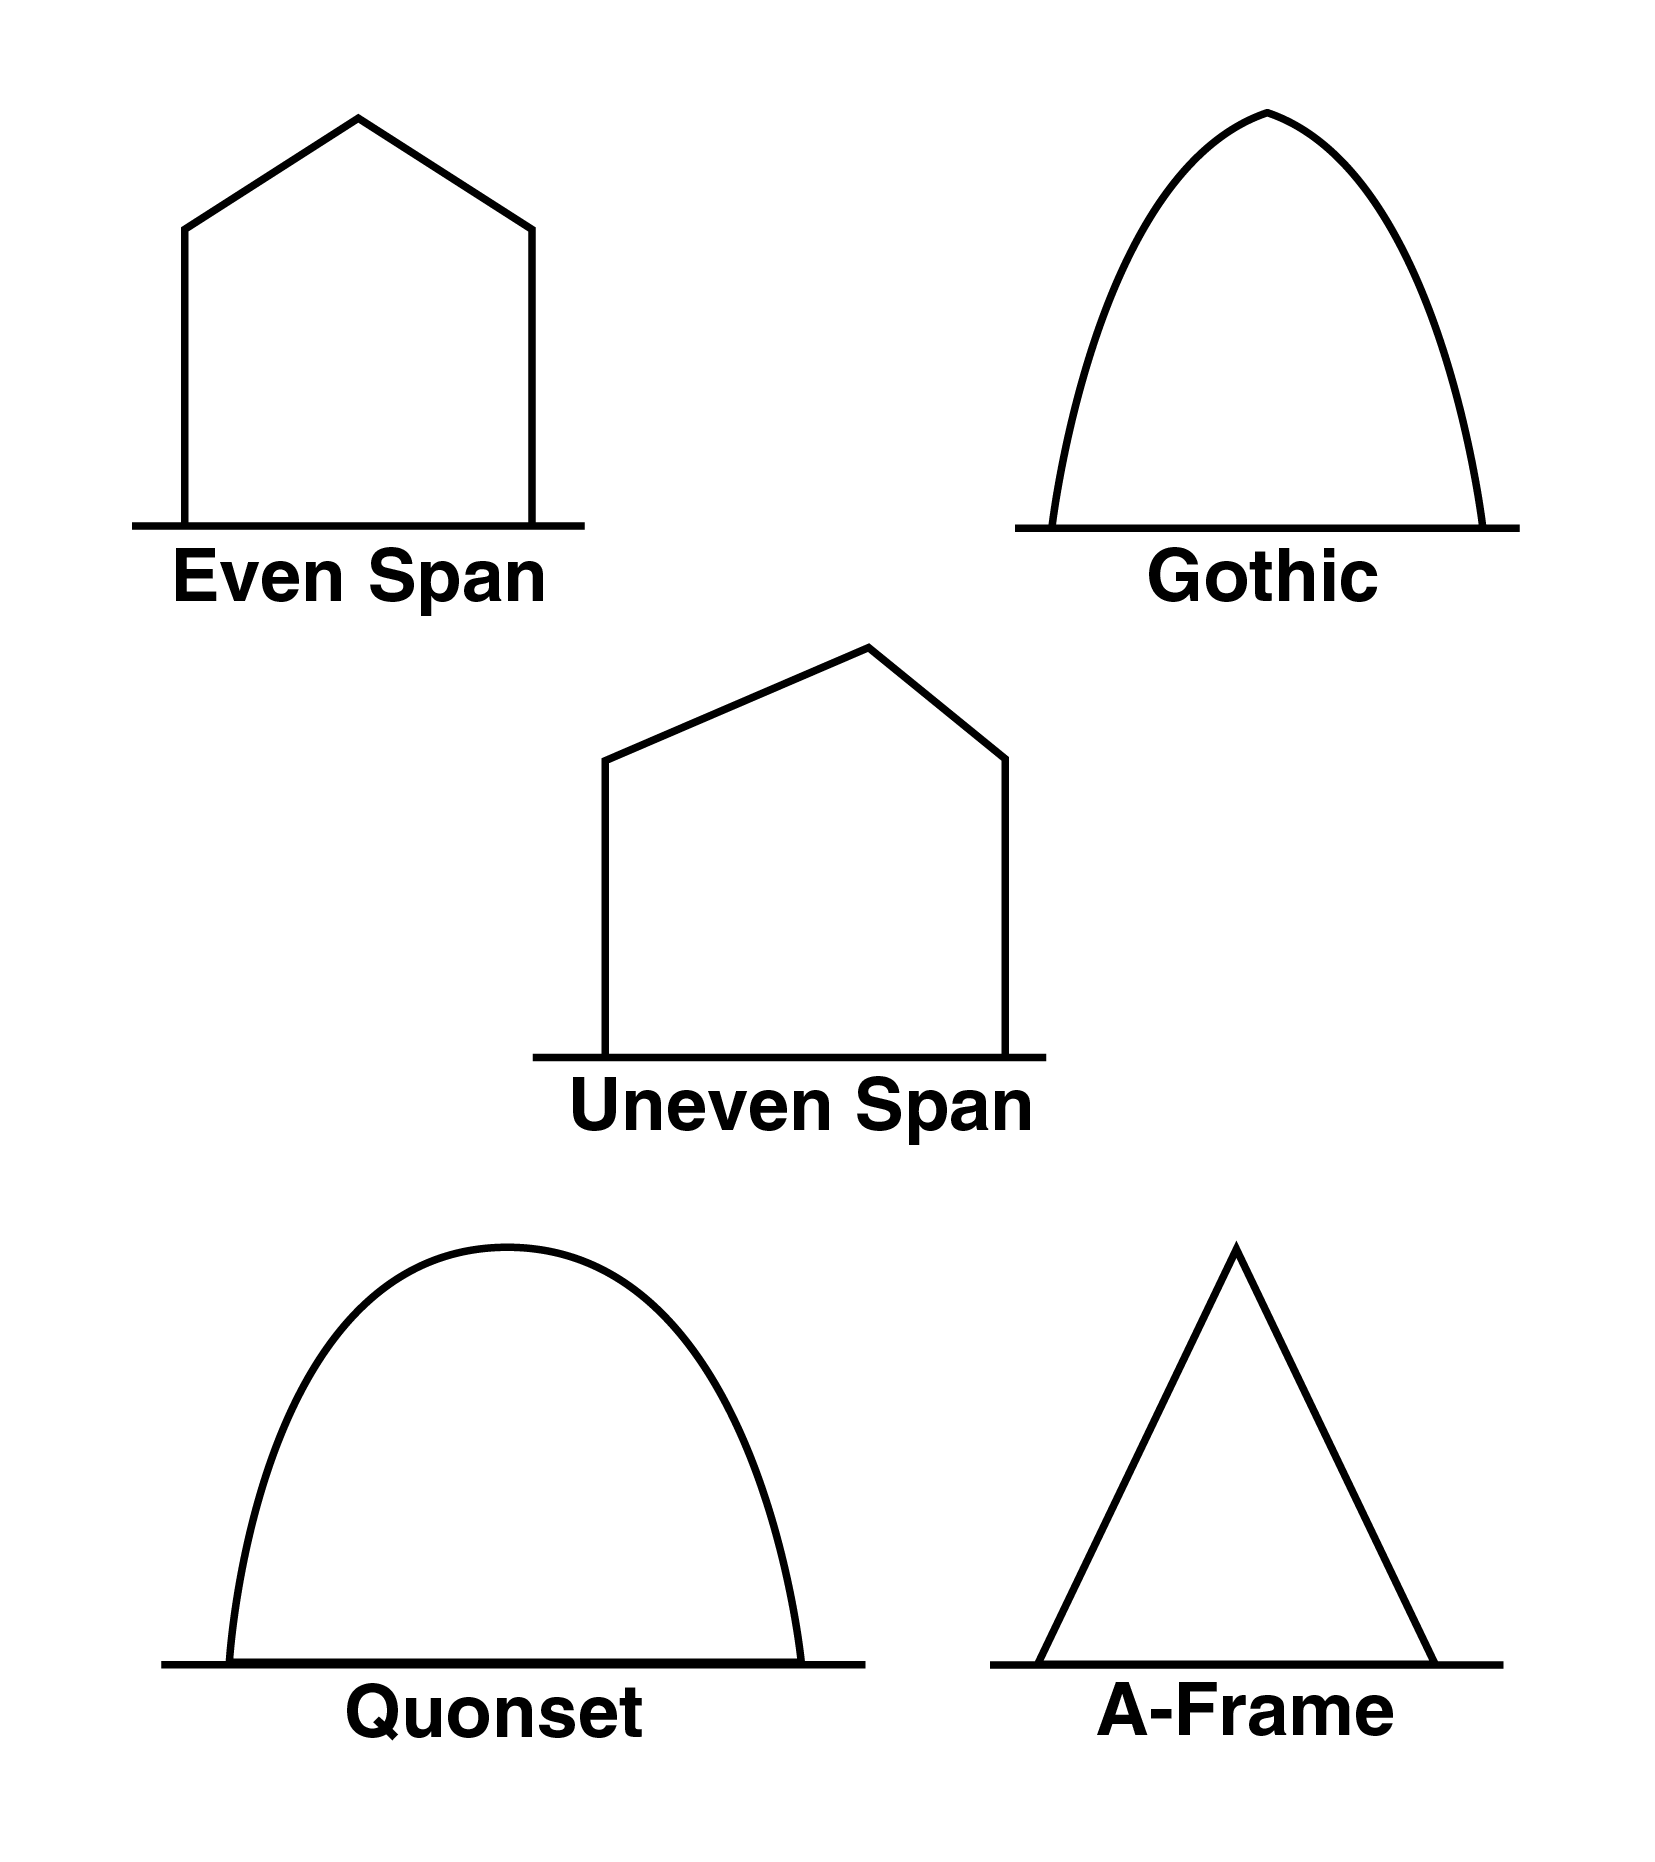 Even Span
Gothic
Uneven Span
Quonset
A-Frame